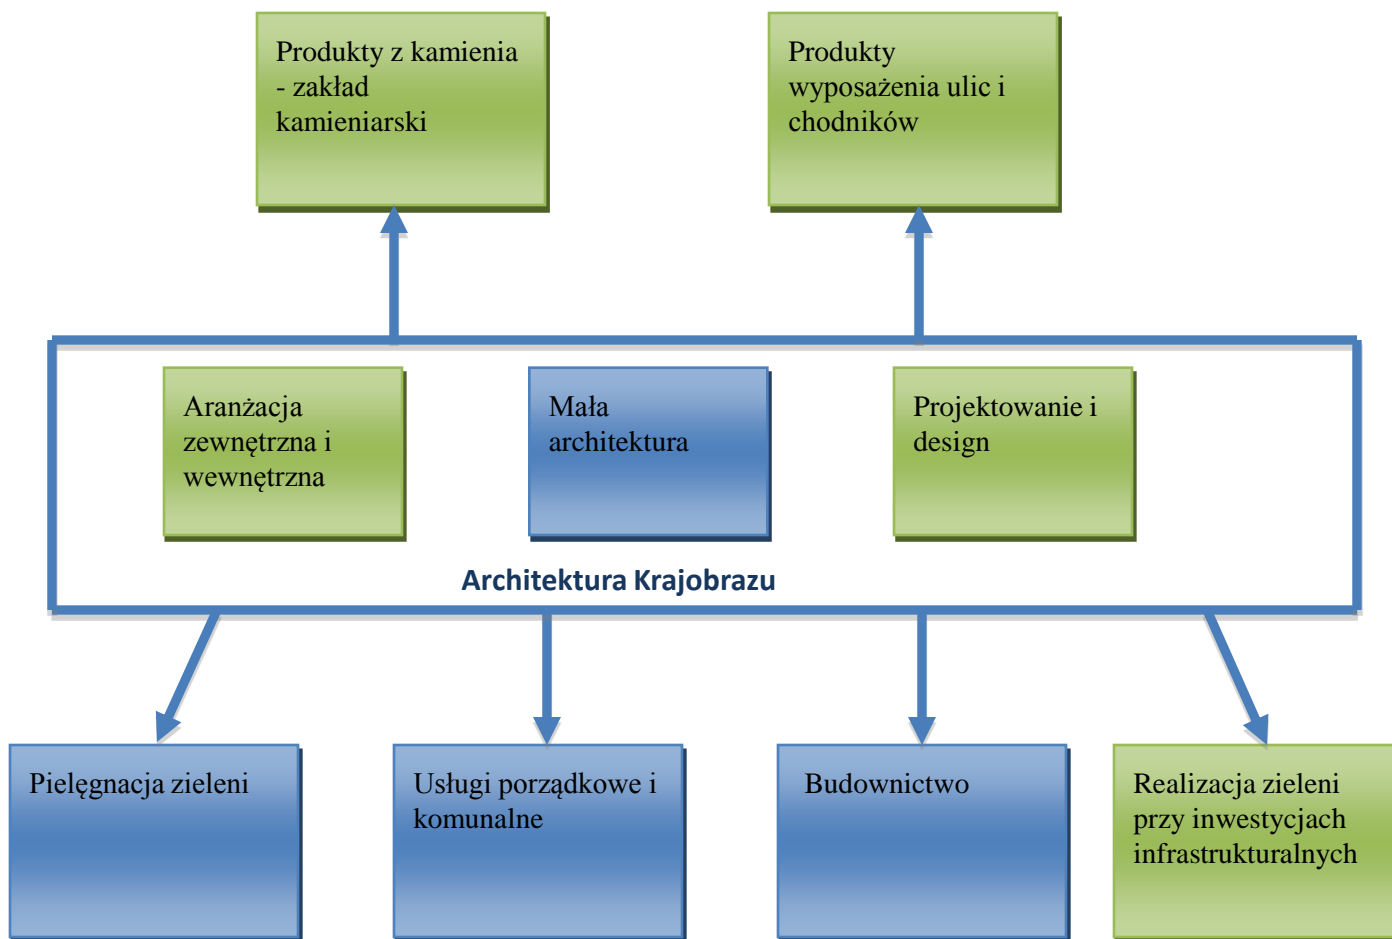 Produkty z kamienia
- zakład
kamieniarski
Produkty
wyposażenia ulic i
chodników
Aranżacja
zewnętrzna i
wewnętrzna
Mała
architektura
Projektowanie i
design
Architektura Krajobrazu
Pielęgnacja zieleni
Usługi porządkowe i
komunalne
Budownictwo
Realizacja zieleni
przy inwestycjach
infrastrukturalnych